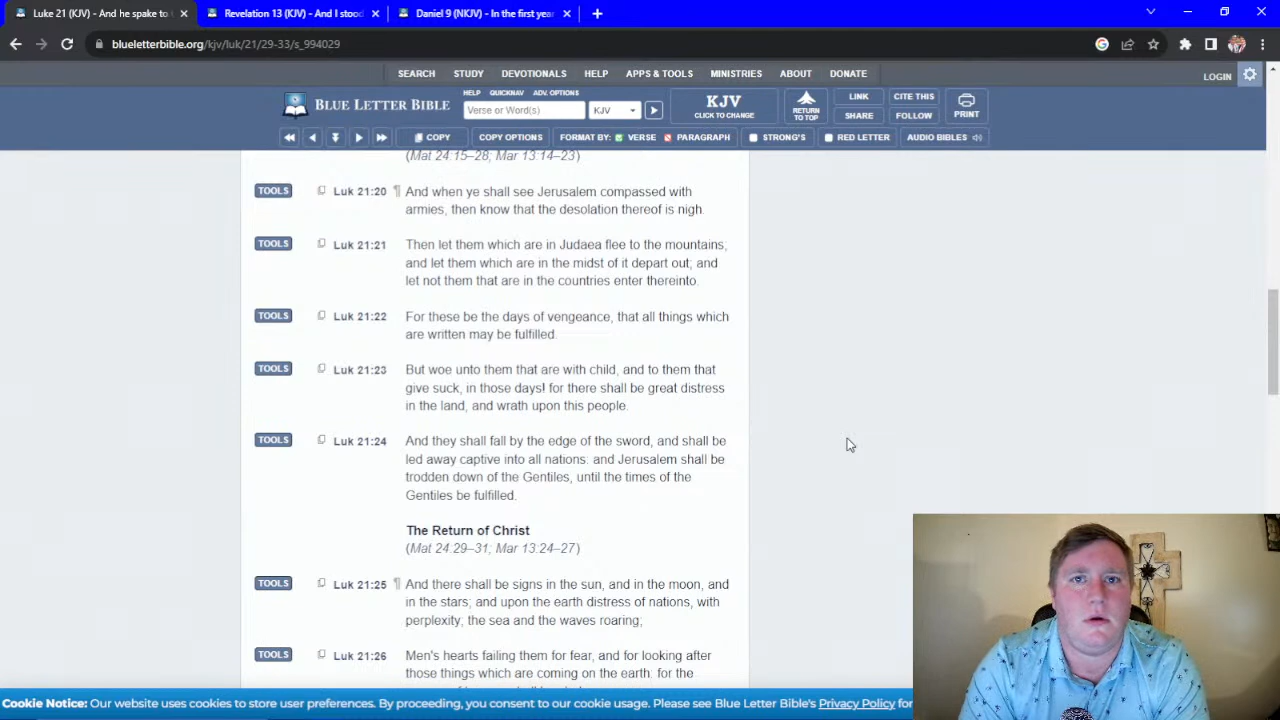 Luke 21 (KJV) - And he spake to
Revelation 13 (KJV) - And I stood
Daniel 9 (NKJV) - In the first year
blueletterbible.org/kjv/luk/21/29-33/s_994029
SEARCH STUDY DEVOTIONALS HELP APPS & TOOLS MINISTRIES ABOUT DONATE
LOGIN
BLUE LETTER BIBLE
HELP QUICKNAV ADV. OPTIONS
Verse or Word(s)
KJV
KJV
CLICK TO CHANGE
RETURN
TO TOP
LINK
CITE THIS
SHARE
FOLLOW
PRINT
COPY COPY OPTIONS FORMAT BY: VERSE PARAGRAPH STRONG'S RED LETTER AUDIO BIBLES
(Mat 24:15–28; Mar 13:14–23)
TOOLS Luk 21:20 ¶ And when ye shall see Jerusalem compassed with
armies, then know that the desolation thereof is nigh.
TOOLS Luk 21:21 Then let them which are in Judaea flee to the mountains;
and let them which are in the midst of it depart out; and
let not them that are in the countries enter thereinto.
TOOLS Luk 21:22 For these be the days of vengeance, that all things which
are written may be fulfilled.
TOOLS Luk 21:23 But woe unto them that are with child, and to them that
give suck, in those days! for there shall be great distress
in the land, and wrath upon this people.
TOOLS Luk 21:24 And they shall fall by the edge of the sword, and shall be
led away captive into all nations: and Jerusalem shall be
trodden down of the Gentiles, until the times of the
Gentiles be fulfilled.
The Return of Christ
(Mat 24:29–31; Mar 13:24–27)
TOOLS Luk 21:25 ¶ And there shall be signs in the sun, and in the moon, and
in the stars; and upon the earth distress of nations, with
perplexity; the sea and the waves roaring;
TOOLS Luk 21:26 Men's hearts failing them for fear, and for looking after
those things which are coming on the earth: for the
Cookie Notice: Our website uses cookies to store user preferences. By proceeding, you consent to our cookie usage. Please see Blue Letter Bible's Privacy Policy for